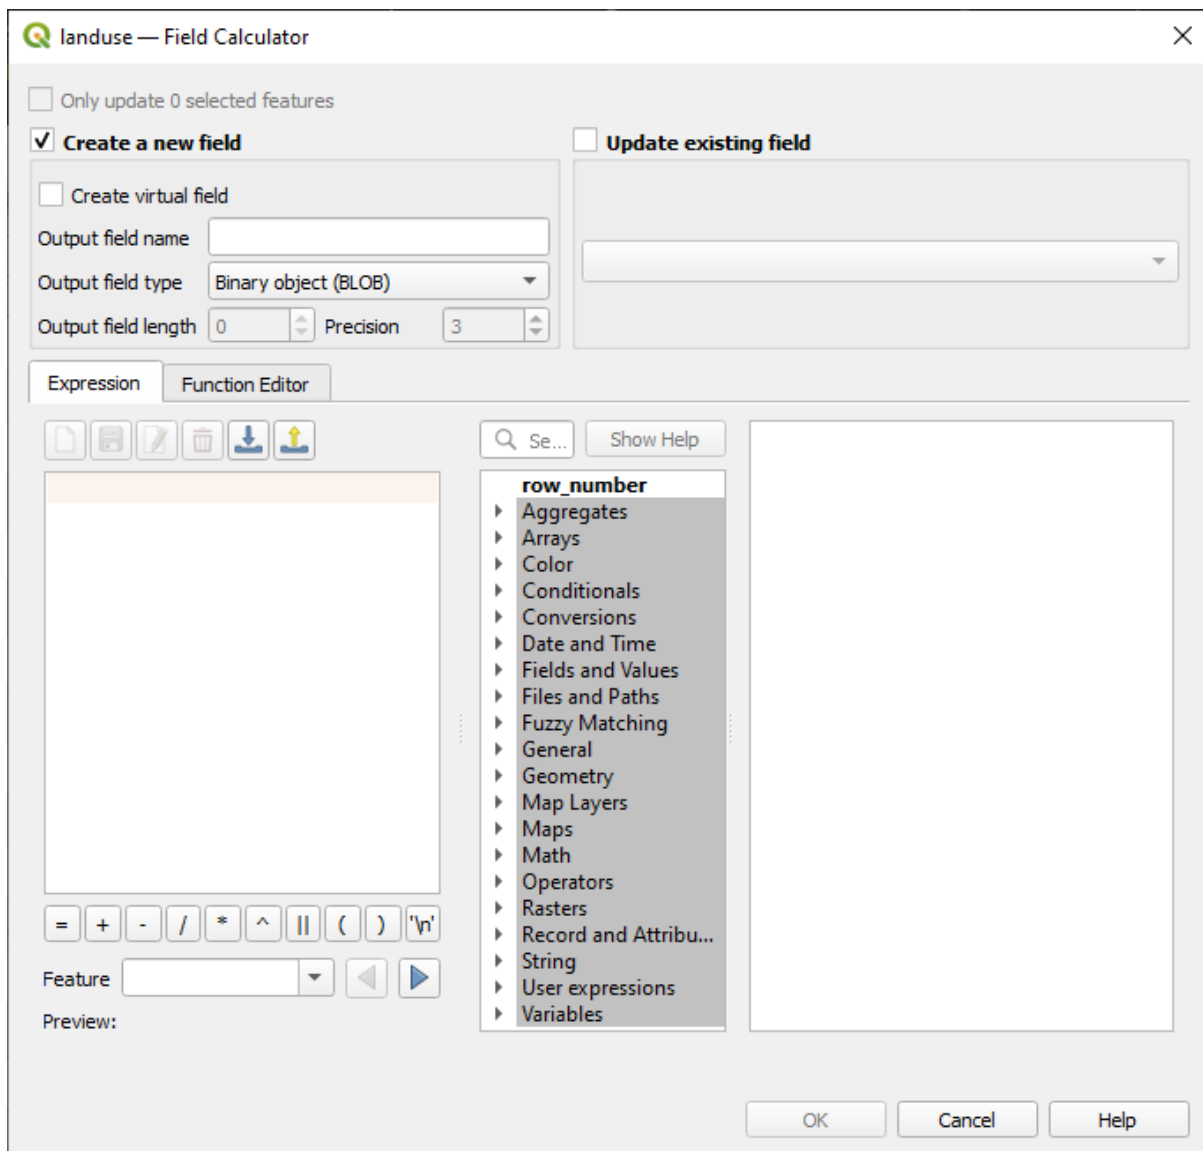 landuse — Field Calculator
Only update 0 selected features
Create a new field
Update existing field
Create virtual field
Output field name
Output field type Binary object (BLOB)
Output field length 0 Precision 3
Expression Function Editor
Se... Show Help
row_number
Aggregates
Arrays
Color
Conditionals
Conversions
Date and Time
Fields and Values
Files and Paths
Fuzzy Matching
General
Geometry
Map Layers
Maps
Math
Operators
Rasters
Record and Attribu...
String
User expressions
Variables
= + - / * ^ || ( ) '\n'
Feature
Preview:
OK Cancel Help